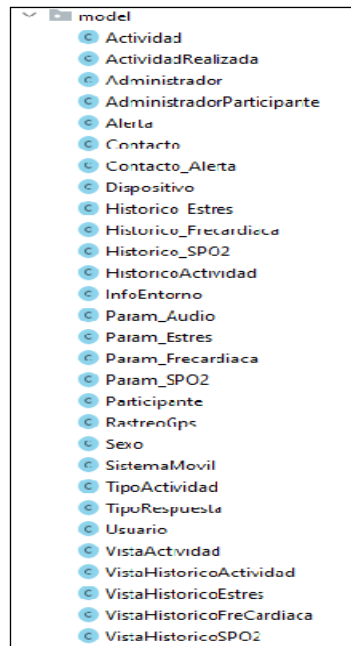 model
Actividad
ActividadRealizada
Administrador
AdministradorParticipante
Alerta
Contacto
Contacto_Alerta
Dispositivo
Historico_Estres
Historico_Frecardiaca
Historico_SPO2
HistoricoActividad
InfoEntorno
Param_Audio
Param_Estres
Param_Frecardiaca
Param_SPO2
Participante
RastreoGps
Sexo
SistemaMovil
TipoActividad
TipoRespuesta
Usuario
VistaActividad
VistaHistoricoActividad
VistaHistoricoEstres
VistaHistoricoFreCardiaca
VistaHistoricoSPO2